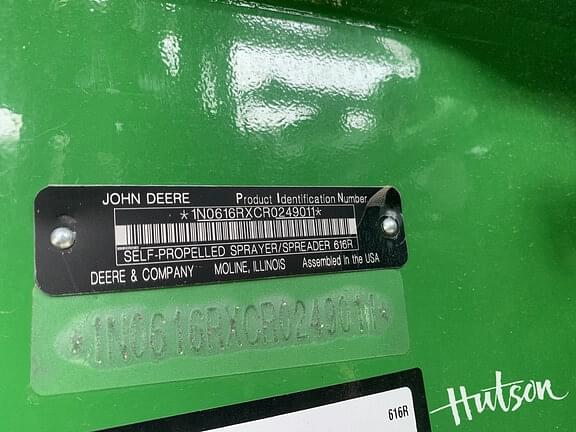 JOHN DEERE Product Identification Number
*1N0616RXCR0249011*
SELF-PROPELLED SPRAYER/SPREADER 616R
DEERE & COMPANY MOLINE, ILLINOIS Assembled in the USA
*1N0616RXCR0249011*
616R
Hutson